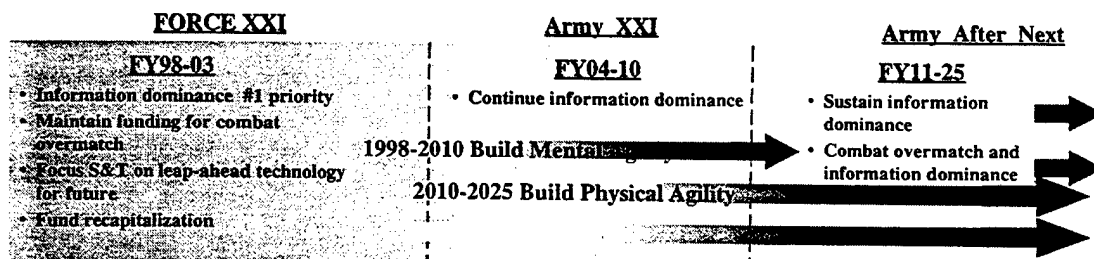 FORCE XXI
FY98-03
• Information dominance #1 priority
• Maintain funding for combat
overmatch
• Focus S&T on leap-ahead technology
for future
• Fund recapitalization
Army XXI
FY04-10
• Continue information dominance
1998-2010 Build Mental
2010-2025 Build Physical Agility
Army After Next
FY11-25
• Sustain information
dominance
• Combat overmatch and
information dominance